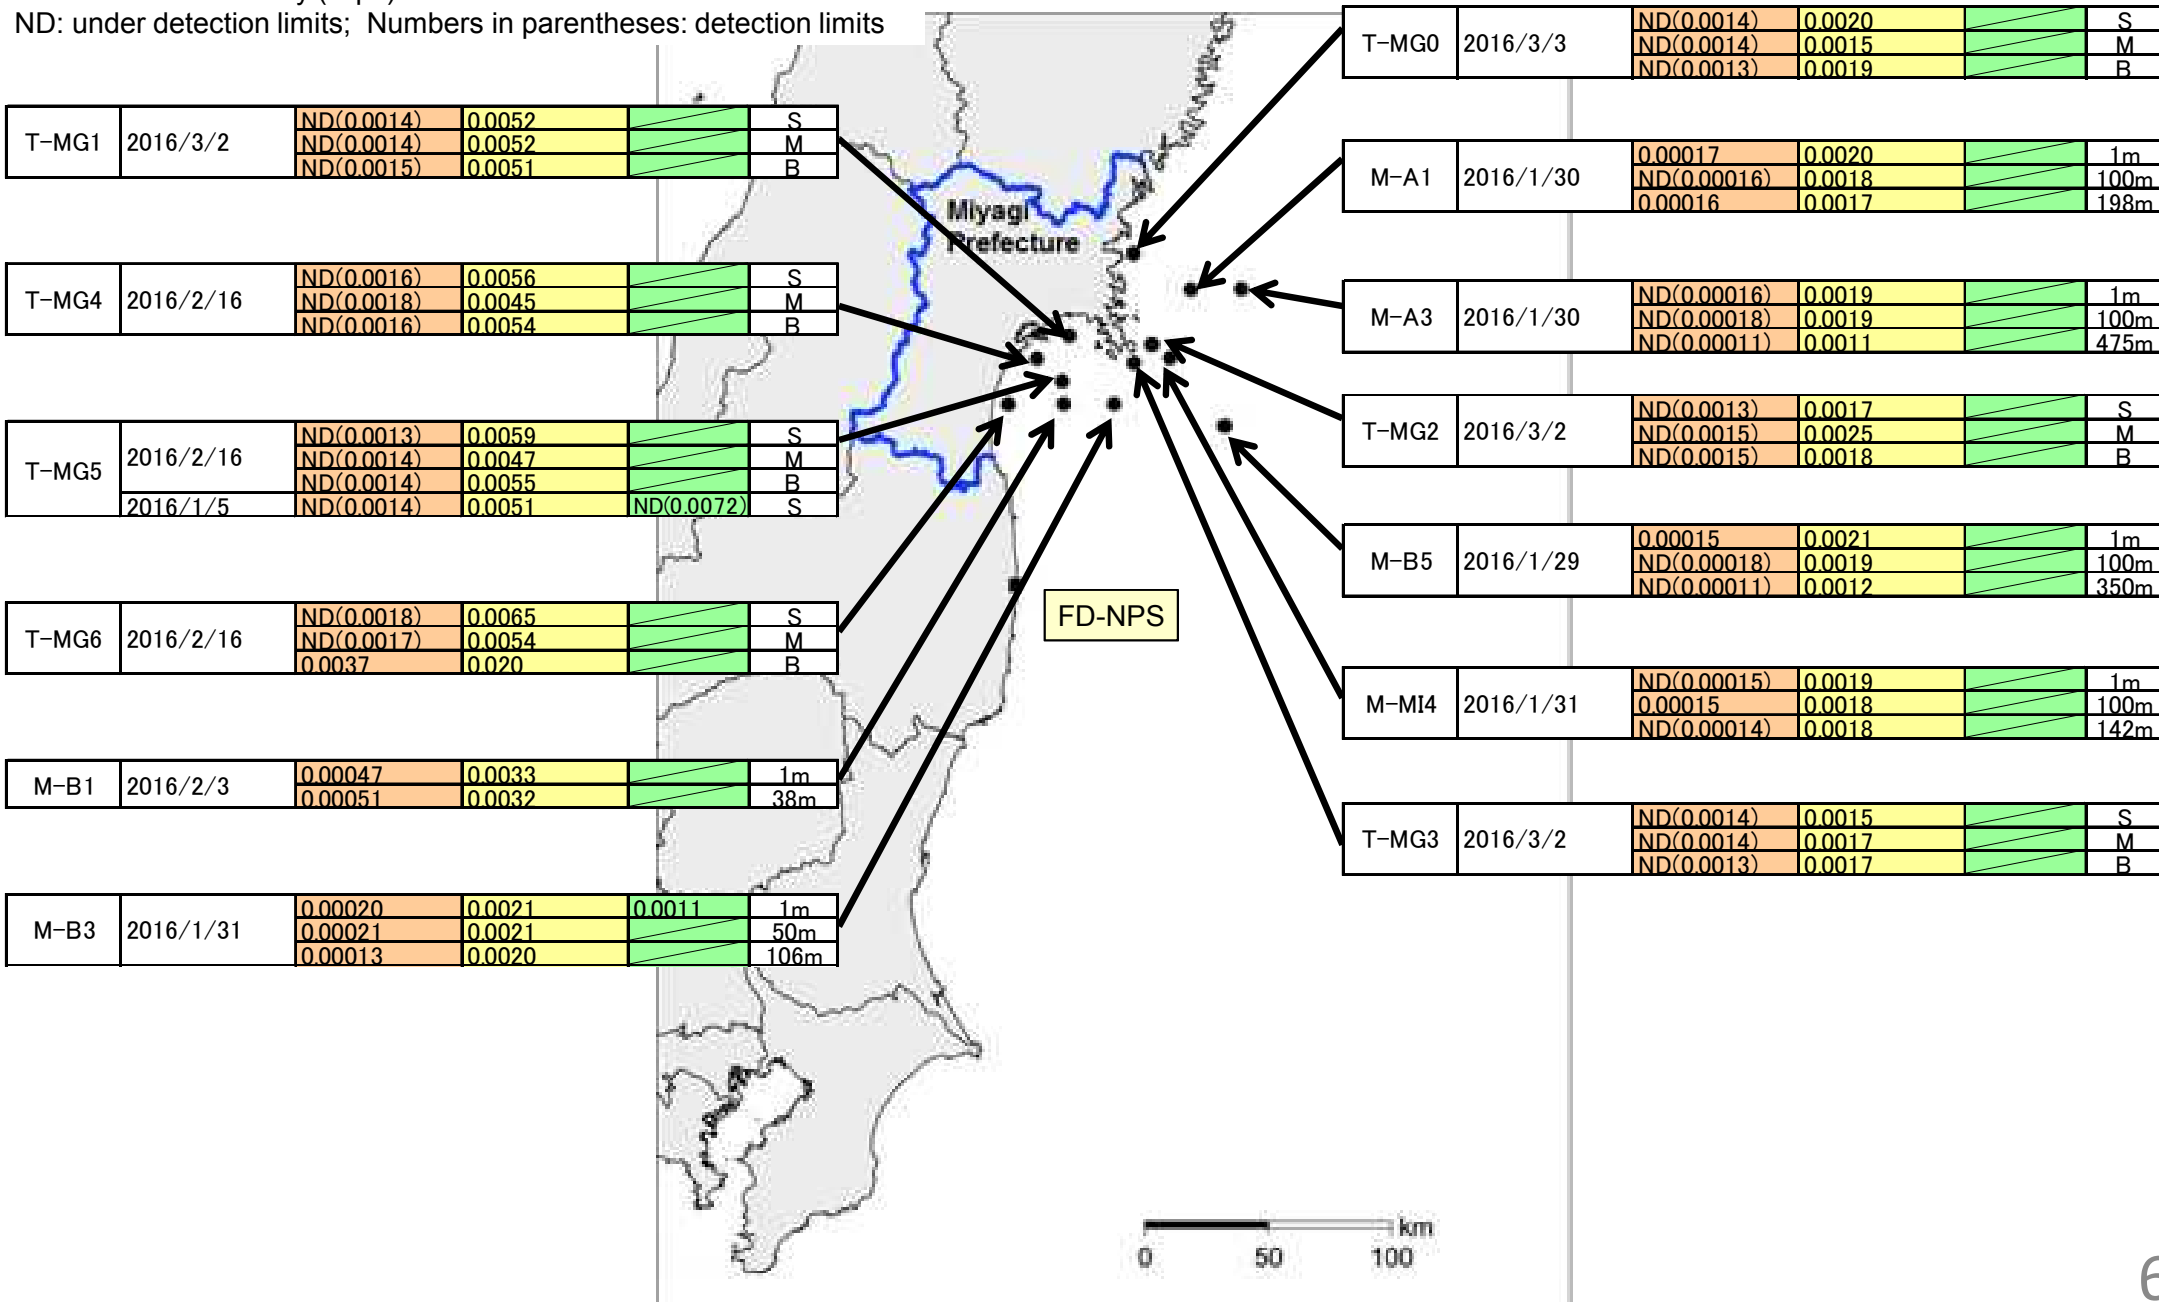 ND: under detection limits; Numbers in parentheses: detection limits
T-MG0 2016/3/3 ND(0.0014) 0.0020 S
ND(0.0014) 0.0015 M
ND(0.0013) 0.0019 B
T-MG1 2016/3/2 ND(0.0014) 0.0052 S
ND(0.0014) 0.0052 M
ND(0.0015) 0.0051 B
M-A1 2016/1/30 0.00017 0.0020 1m
ND(0.00016) 0.0018 100m
0.00016 0.0017 198m
Miyagi
Prefecture
T-MG4 2016/2/16 ND(0.0016) 0.0056 S
ND(0.0018) 0.0045 M
ND(0.0016) 0.0054 B
M-A3 2016/1/30 ND(0.00016) 0.0019 1m
ND(0.00018) 0.0019 100m
ND(0.00011) 0.0011 475m
T-MG2 2016/3/2 ND(0.0013) 0.0017 S
ND(0.0015) 0.0025 M
ND(0.0015) 0.0018 B
T-MG5 2016/2/16 ND(0.0013) 0.0059 S
ND(0.0014) 0.0047 M
ND(0.0014) 0.0055 B
2016/1/5 ND(0.0014) 0.0051 ND(0.0072) S
M-B5 2016/1/29 0.00015 0.0021 1m
ND(0.00018) 0.0019 100m
ND(0.00011) 0.0012 350m
FD-NPS
T-MG6 2016/2/16 ND(0.0018) 0.0065 S
ND(0.0017) 0.0054 M
0.0037 0.020 B
M-MI4 2016/1/31 ND(0.00015) 0.0019 1m
0.00015 0.0018 100m
ND(0.00014) 0.0018 142m
M-B1 2016/2/3 0.00047 0.0033 1m
0.00051 0.0032 38m
T-MG3 2016/3/2 ND(0.0014) 0.0015 S
ND(0.0014) 0.0017 M
ND(0.0013) 0.0017 B
M-B3 2016/1/31 0.00020 0.0021 0.0011 1m
0.00021 0.0021 50m
0.00013 0.0020 106m
km
0 50 100
6